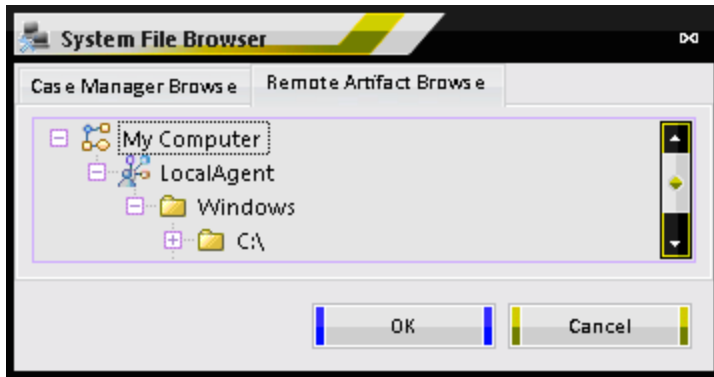 System File Browser
Case Manager Browse Remote Artifact Browse
My Computer
LocalAgent
Windows
C:\
OK Cancel